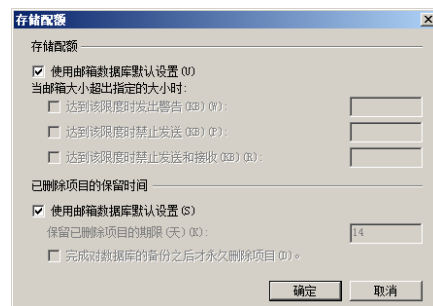 存储配额
存储配额
使用邮箱数据库默认设置(U)
当邮箱大小超出指定的大小时:
达到该限度时发出警告(KB)(W):
达到该限度时禁止发送(KB)(P):
达到该限度时禁止发送和接收(KB)(R):
已删除项目的保留时间
使用邮箱数据库默认设置(S)
保留已删除项目的期限(天)(K):
14
完成对数据库的备份之后才永久删除项目(D)。
确定
取消